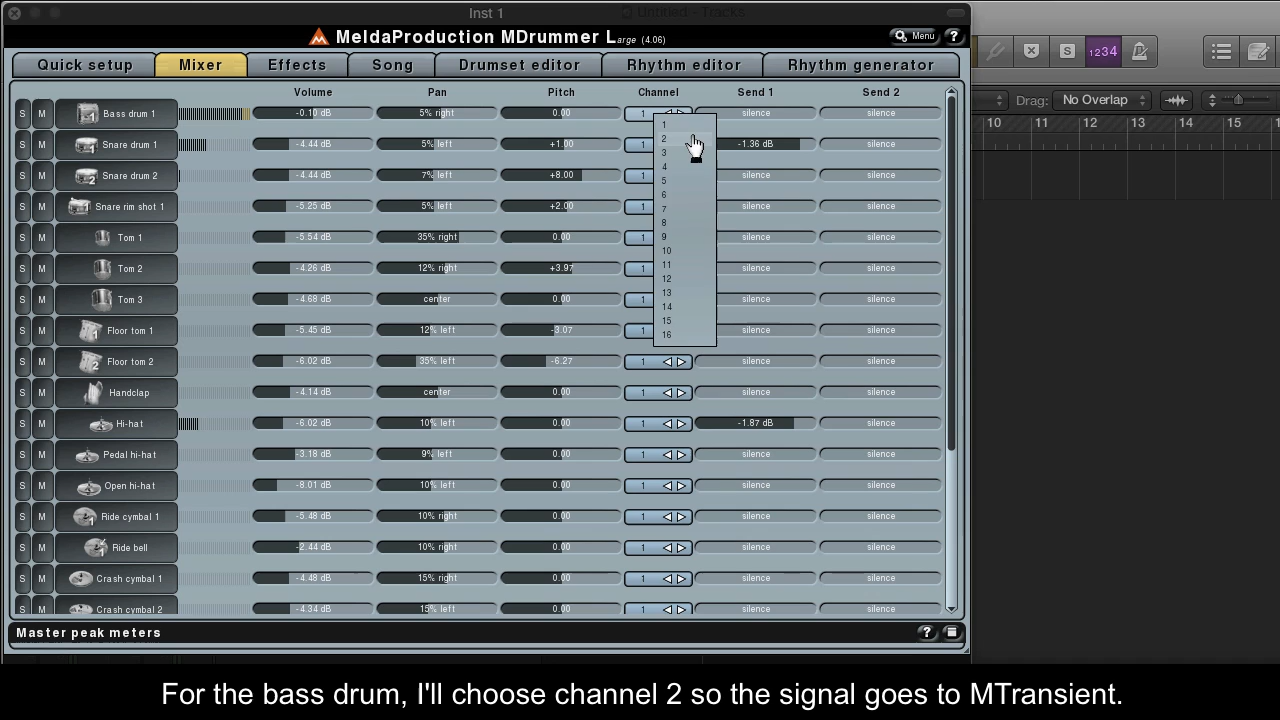 Inst 1
Untitled - Tracks
MeldaProduction MDrummer Large (4.06)
Menu ?
Quick setup Mixer Effects Song Drumset editor Rhythm editor Rhythm generator
Volume Pan Pitch Channel Send 1 Send 2
S M Bass drum 1 -0.10 dB 5% right 0.00 1 silence silence
S M Snare drum 1 -4.44 dB 5% left +1.00 1 -1.36 dB silence
S M Snare drum 2 -4.44 dB 7% left +8.00 1 silence silence
S M Snare rim shot 1 -5.25 dB 5% left +2.00 1 silence silence
S M Tom 1 -5.54 dB 35% right 0.00 1 silence silence
S M Tom 2 -4.26 dB 12% right +3.97 1 silence silence
S M Tom 3 -4.68 dB center 0.00 1 silence silence
S M Floor tom 1 -5.45 dB 12% left -3.07 1 silence silence
S M Floor tom 2 -6.02 dB 35% left -6.27 1 silence silence
S M Handclap -4.14 dB center 0.00 1 silence silence
S M Hi-hat -6.02 dB 10% left 0.00 1 -1.87 dB silence
S M Pedal hi-hat -3.18 dB 9% left 0.00 1 silence silence
S M Open hi-hat -8.01 dB 10% left 0.00 1 silence silence
S M Ride cymbal 1 -5.48 dB 10% right 0.00 1 silence silence
S M Ride bell -2.44 dB 10% right 0.00 1 silence silence
S M Crash cymbal 1 -4.48 dB 15% right 0.00 1 silence silence
S M Crash cymbal 2 -4.34 dB 15% left 0.00 1 silence silence
1
2
3
4
5
6
7
8
9
10
11
12
13
14
15
16
Master peak meters ?
S 1234
Drag: No Overlap
10 11 12 13 14 15 1
For the bass drum, I'll choose channel 2 so the signal goes to MTransient.